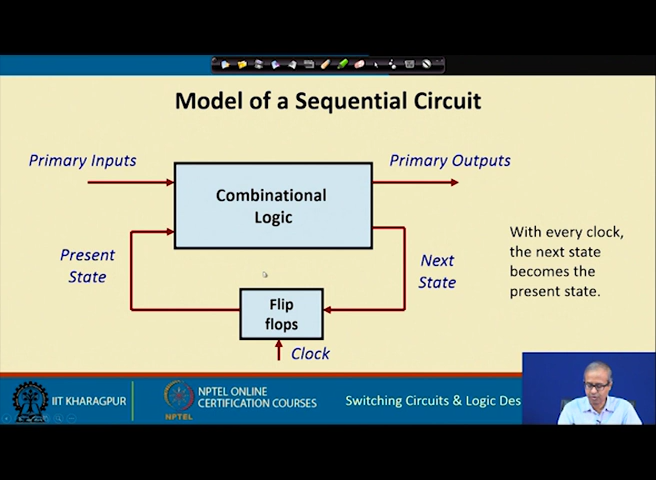 Model of a Sequential Circuit
Primary Inputs
Primary Outputs
Combinational
Logic
Present
State
Next
State
With every clock,
the next state
becomes the
present state.
Flip
flops
Clock
IIT KHARAGPUR
NPTEL
NPTEL ONLINE
CERTIFICATION COURSES
Switching Circuits & Logic Des